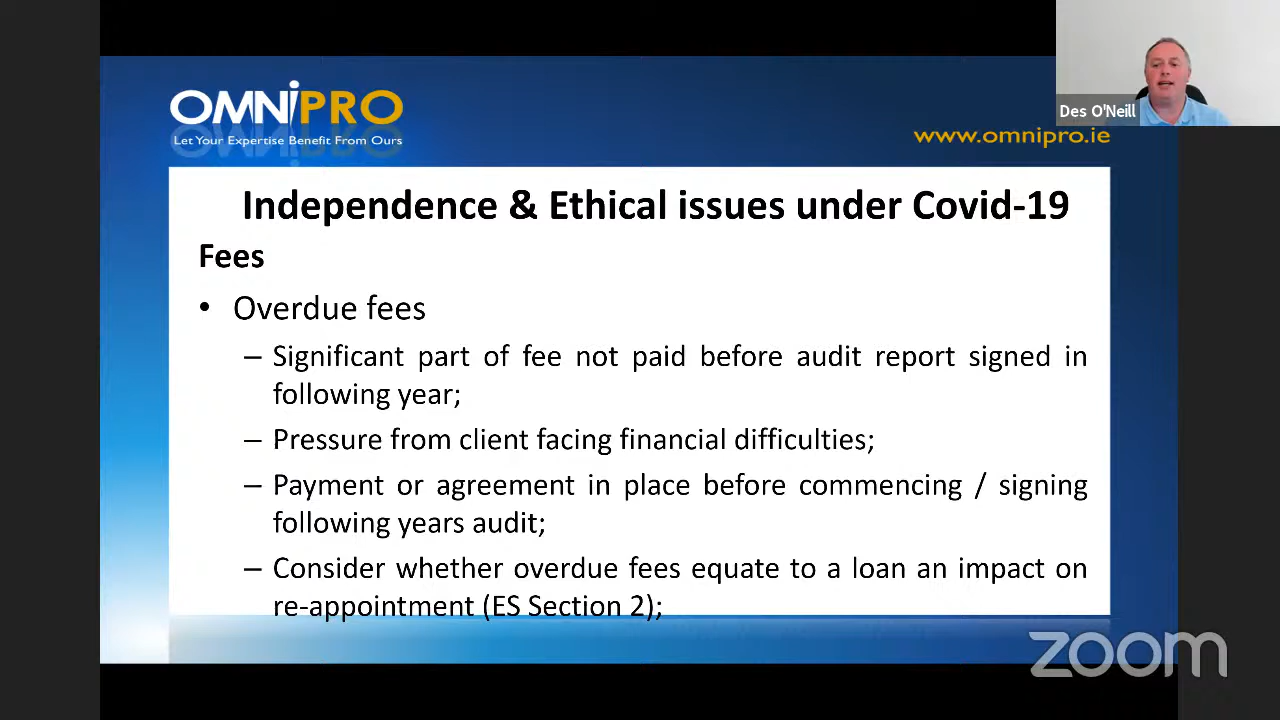 OMNiPRO
Let Your Expertise Benefit From Ours
Des O'Neill
www.omnipro.ie
Independence & Ethical issues under Covid-19
Fees
• Overdue fees
– Significant part of fee not paid before audit report signed in
following year;
– Pressure from client facing financial difficulties;
– Payment or agreement in place before commencing / signing
following years audit;
– Consider whether overdue fees equate to a loan an impact on
re-appointment (ES Section 2);
zoom